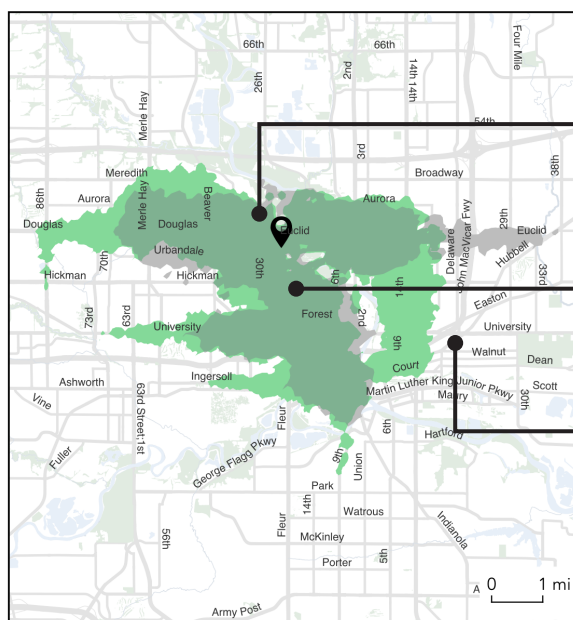 66th
66th
26th
2nd
14th
14th
Four Mile
Merle Hay
54th
3rd
38th
Meredith
Broadway
86th
Aurora
Merle Hay
Beaver
Aurora
Delaware
John MacVicar Fwy
29th
Douglas
Douglas
Euclid
Euclid
Urbandale
Hubbell
70th
Hickman
Hickman
30th
6th
14th
33rd
Easton
73rd
63rd
University
Forest
2nd
University
9th
Walnut
Dean
Court
Ashworth
Ingersoll
Martin Luther King Junior Pkwy
Scott
Vine
63rd Street;1st
Fleur
Maury
30th
6th
Hartford
Fuller
George Flagg Pkwy
9th
Union
Park
14th
Watrous
Fleur
Indianola
56th
McKinley
5th
Porter
0 1 mi
A
Army Post